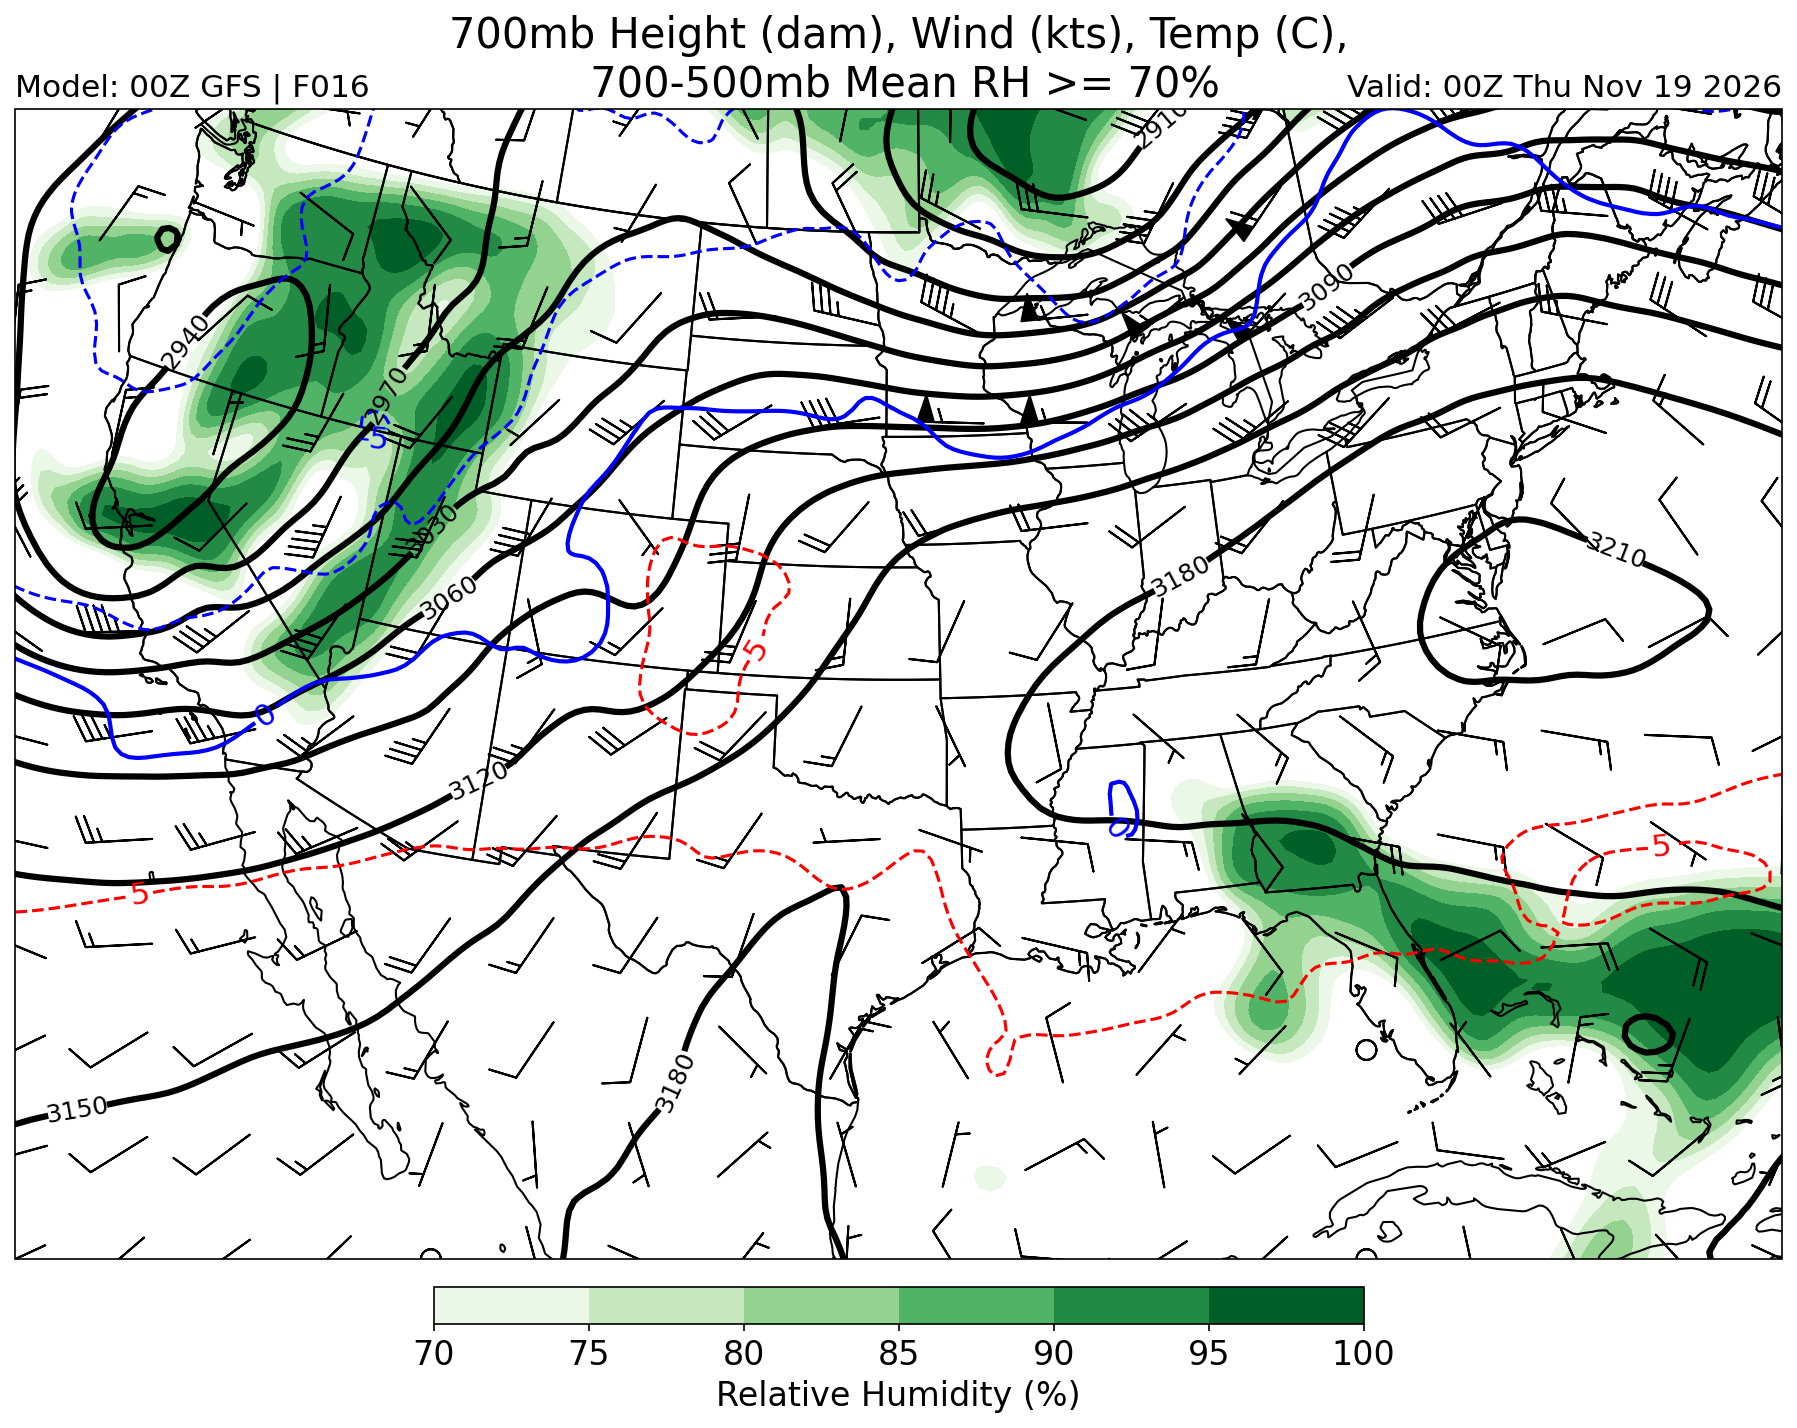 700mb Height (dam), Wind (kts), Temp (C),
700-500mb Mean RH >= 70%
Model: 00Z GFS | F016
Valid: 00Z Thu Nov 19 2026
2910
3090
2940
2970
-5
3030
3060
3210
3180
5
0
3120
0
5
5
3180
3150
70 75 80 85 90 95 100
Relative Humidity (%)